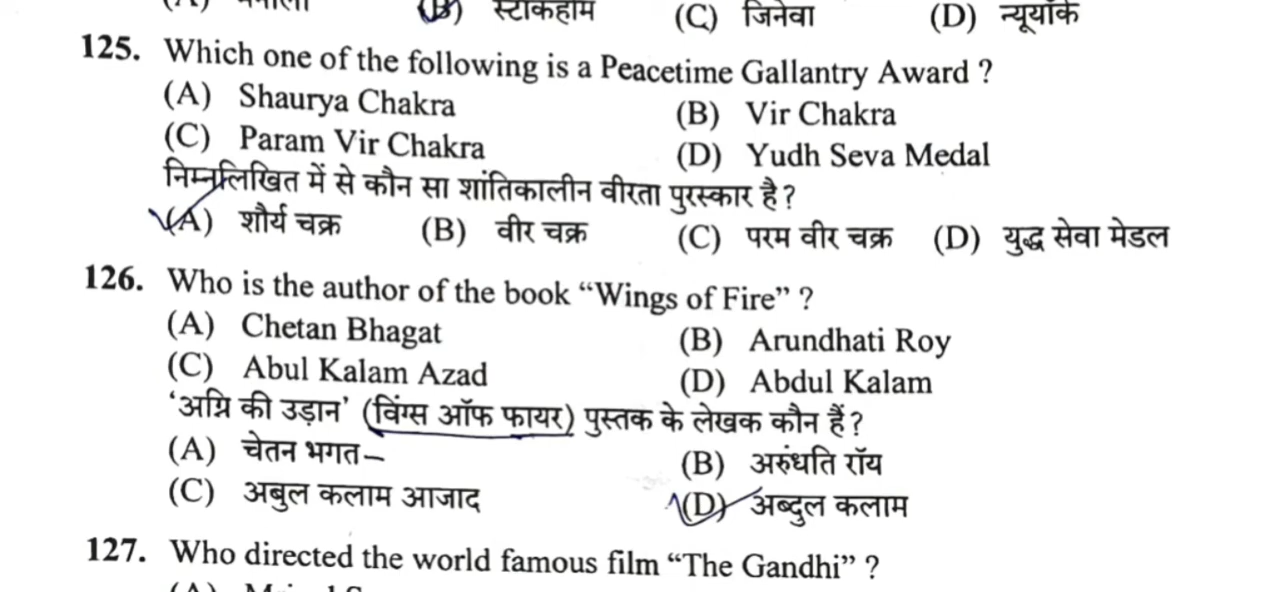 (B) स्टॉकहोम (C) जिनेवा (D) न्यूयॉर्क
125. Which one of the following is a Peacetime Gallantry Award ?
(A) Shaurya Chakra (B) Vir Chakra
(C) Param Vir Chakra (D) Yudh Seva Medal
निम्नलिखित में से कौन सा शांतिकालीन वीरता पुरस्कार है ?
(A) शौर्य चक्र (B) वीर चक्र (C) परम वीर चक्र (D) युद्ध सेवा मेडल
126. Who is the author of the book “Wings of Fire” ?
(A) Chetan Bhagat (B) Arundhati Roy
(C) Abul Kalam Azad (D) Abdul Kalam
‘अग्नि की उड़ान’ (विंग्स ऑफ फायर) पुस्तक के लेखक कौन हैं ?
(A) चेतन भगत (B) अरुंधति रॉय
(C) अबुल कलाम आजाद (D) अब्दुल कलाम
127. Who directed the world famous film “The Gandhi” ?